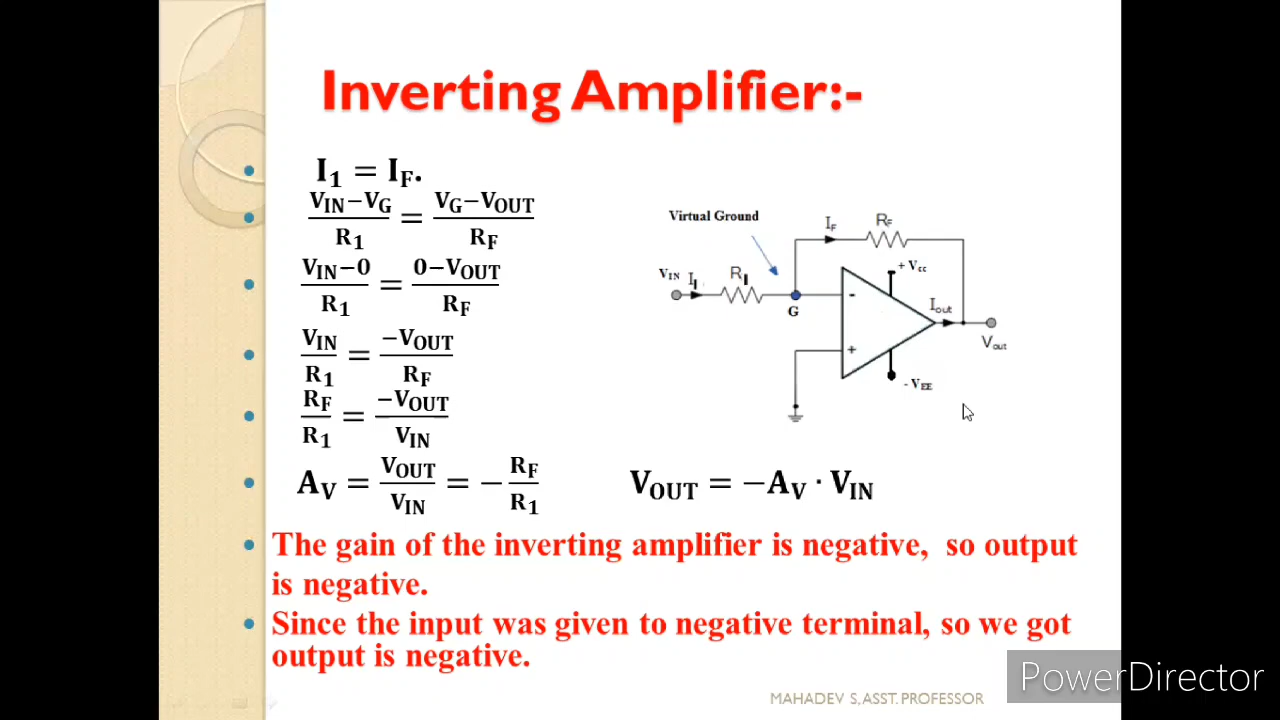 Inverting Amplifier:-
• I₁ = I_F.
• (V_IN−V_G)/R₁ = (V_G−V_OUT)/R_F
• (V_IN−0)/R₁ = (0−V_OUT)/R_F
• V_IN/R₁ = −V_OUT/R_F
• R_F/R₁ = −V_OUT/V_IN
• A_V = V_OUT/V_IN = −R_F/R₁
V_OUT = −A_V · V_IN
Virtual Ground
I_F
R_F
V_IN
I₁
R₁
G
-
+
+ Vcc
- V_EE
I_out
V_out
• The gain of the inverting amplifier is negative, so output
is negative.
• Since the input was given to negative terminal, so we got
output is negative.
MAHADEV S, ASST. PROFESSOR
PowerDirector